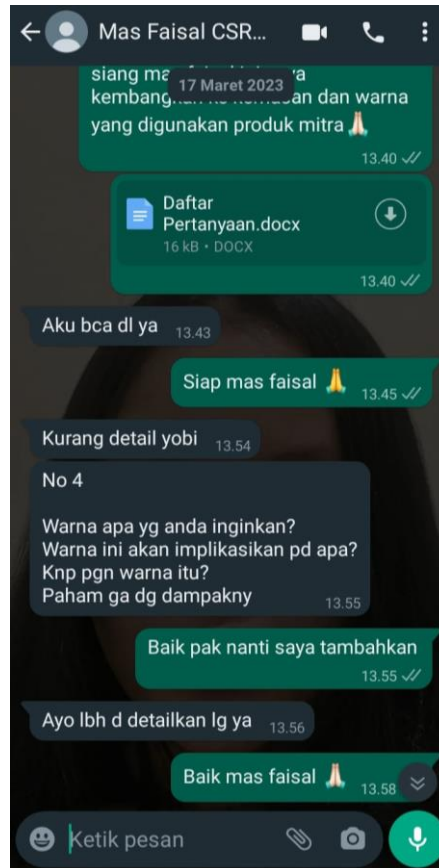 Mas Faisal CSR...
17 Maret 2023
siang
kembangkan dan warna
yang digunakan produk mitra 🙏🏻
13.40
Daftar
Pertanyaan.docx
16 kB • DOCX
13.40
Aku bca dl ya
13.43
Siap mas faisal 🙏
13.45
Kurang detail yobi
13.54
No 4
Warna apa yg anda inginkan?
Warna ini akan implikasikan pd apa?
Knp pgn warna itu?
Paham ga dg dampakny
13.55
Baik pak nanti saya tambahkan
13.55
Ayo lbh d detailkan lg ya
13.56
Baik mas faisal 🙏🏻
13.58
Ketik pesan